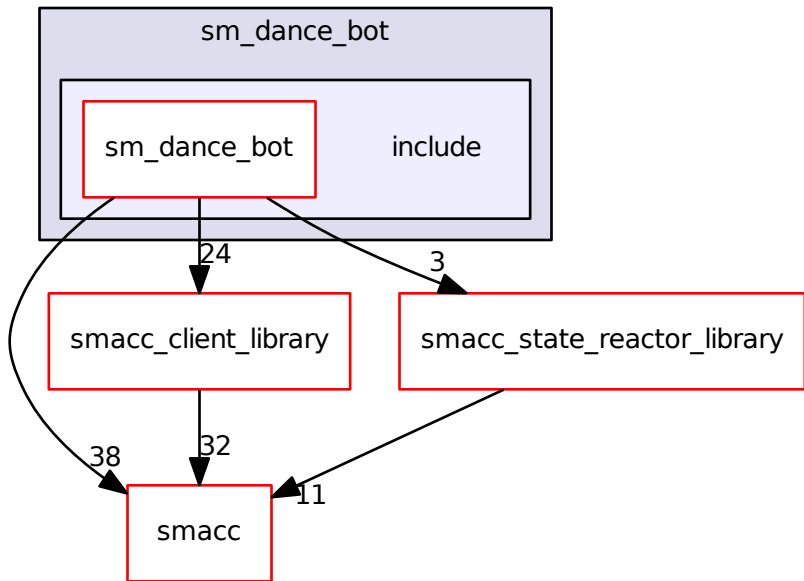 sm_dance_bot
sm_dance_bot
include
24
3
smacc_client_library
smacc_state_reactor_library
38
32
11
smacc